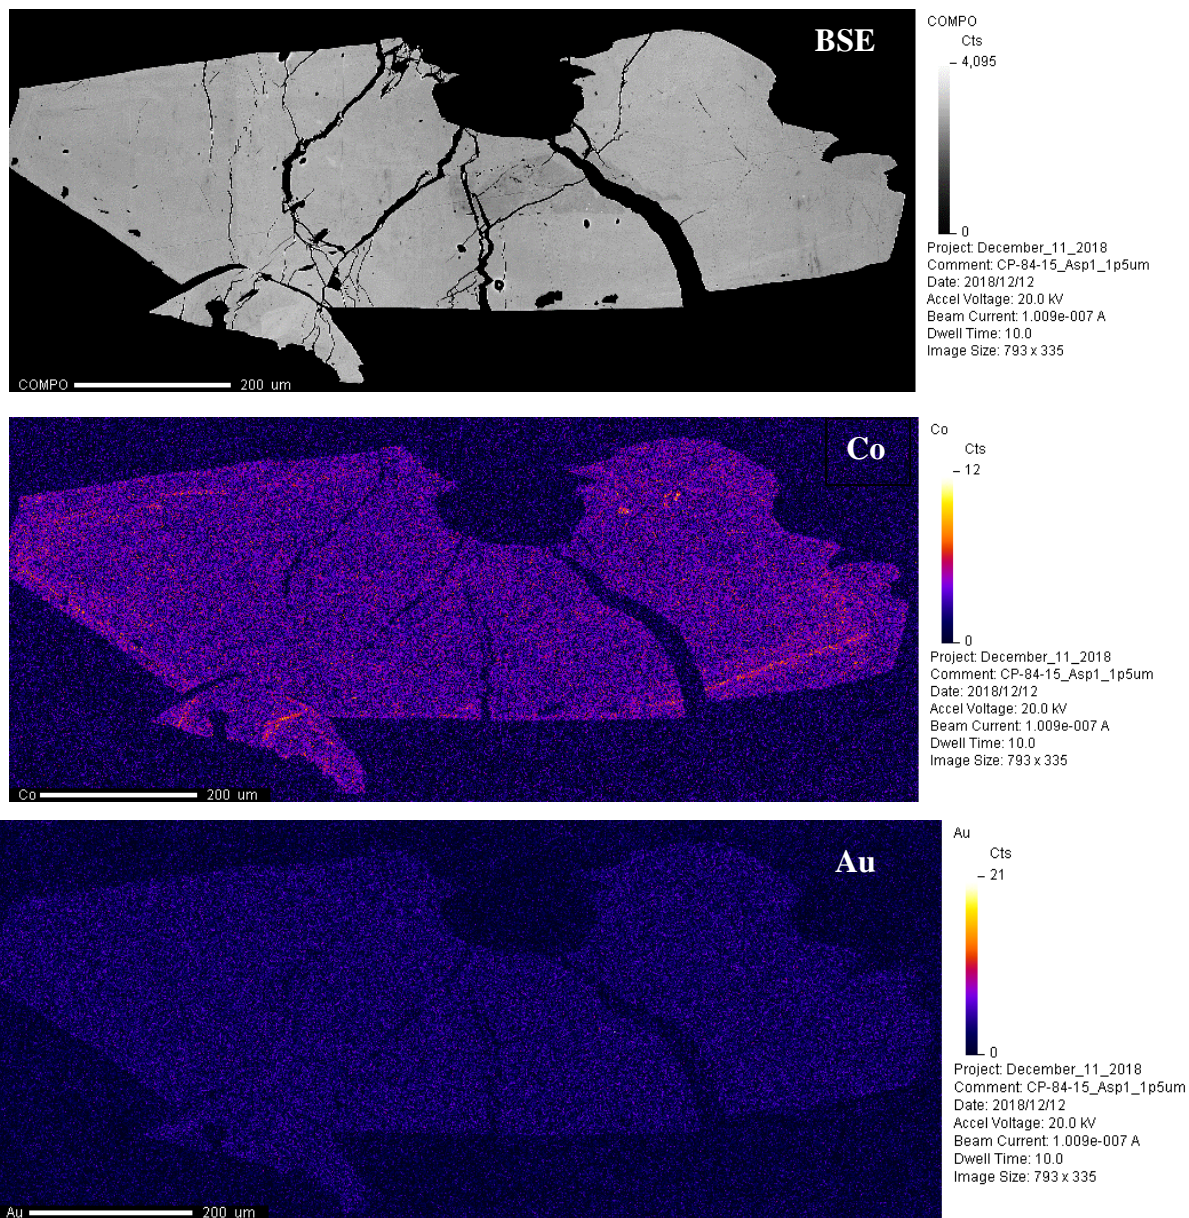 BSE
COMPO
Cts
4,095
0
Project: December_11_2018
Comment: CP-84-15_Asp1_1p5um
Date: 2018/12/12
Accel Voltage: 20.0 kV
Beam Current: 1.009e-007 A
Dwell Time: 10.0
Image Size: 793 x 335
COMPO 200 um
Co
Co
Cts
12
0
Project: December_11_2018
Comment: CP-84-15_Asp1_1p5um
Date: 2018/12/12
Accel Voltage: 20.0 kV
Beam Current: 1.009e-007 A
Dwell Time: 10.0
Image Size: 793 x 335
Co 200 um
Au
Au
Cts
21
0
Project: December_11_2018
Comment: CP-84-15_Asp1_1p5um
Date: 2018/12/12
Accel Voltage: 20.0 kV
Beam Current: 1.009e-007 A
Dwell Time: 10.0
Image Size: 793 x 335
Au 200 um